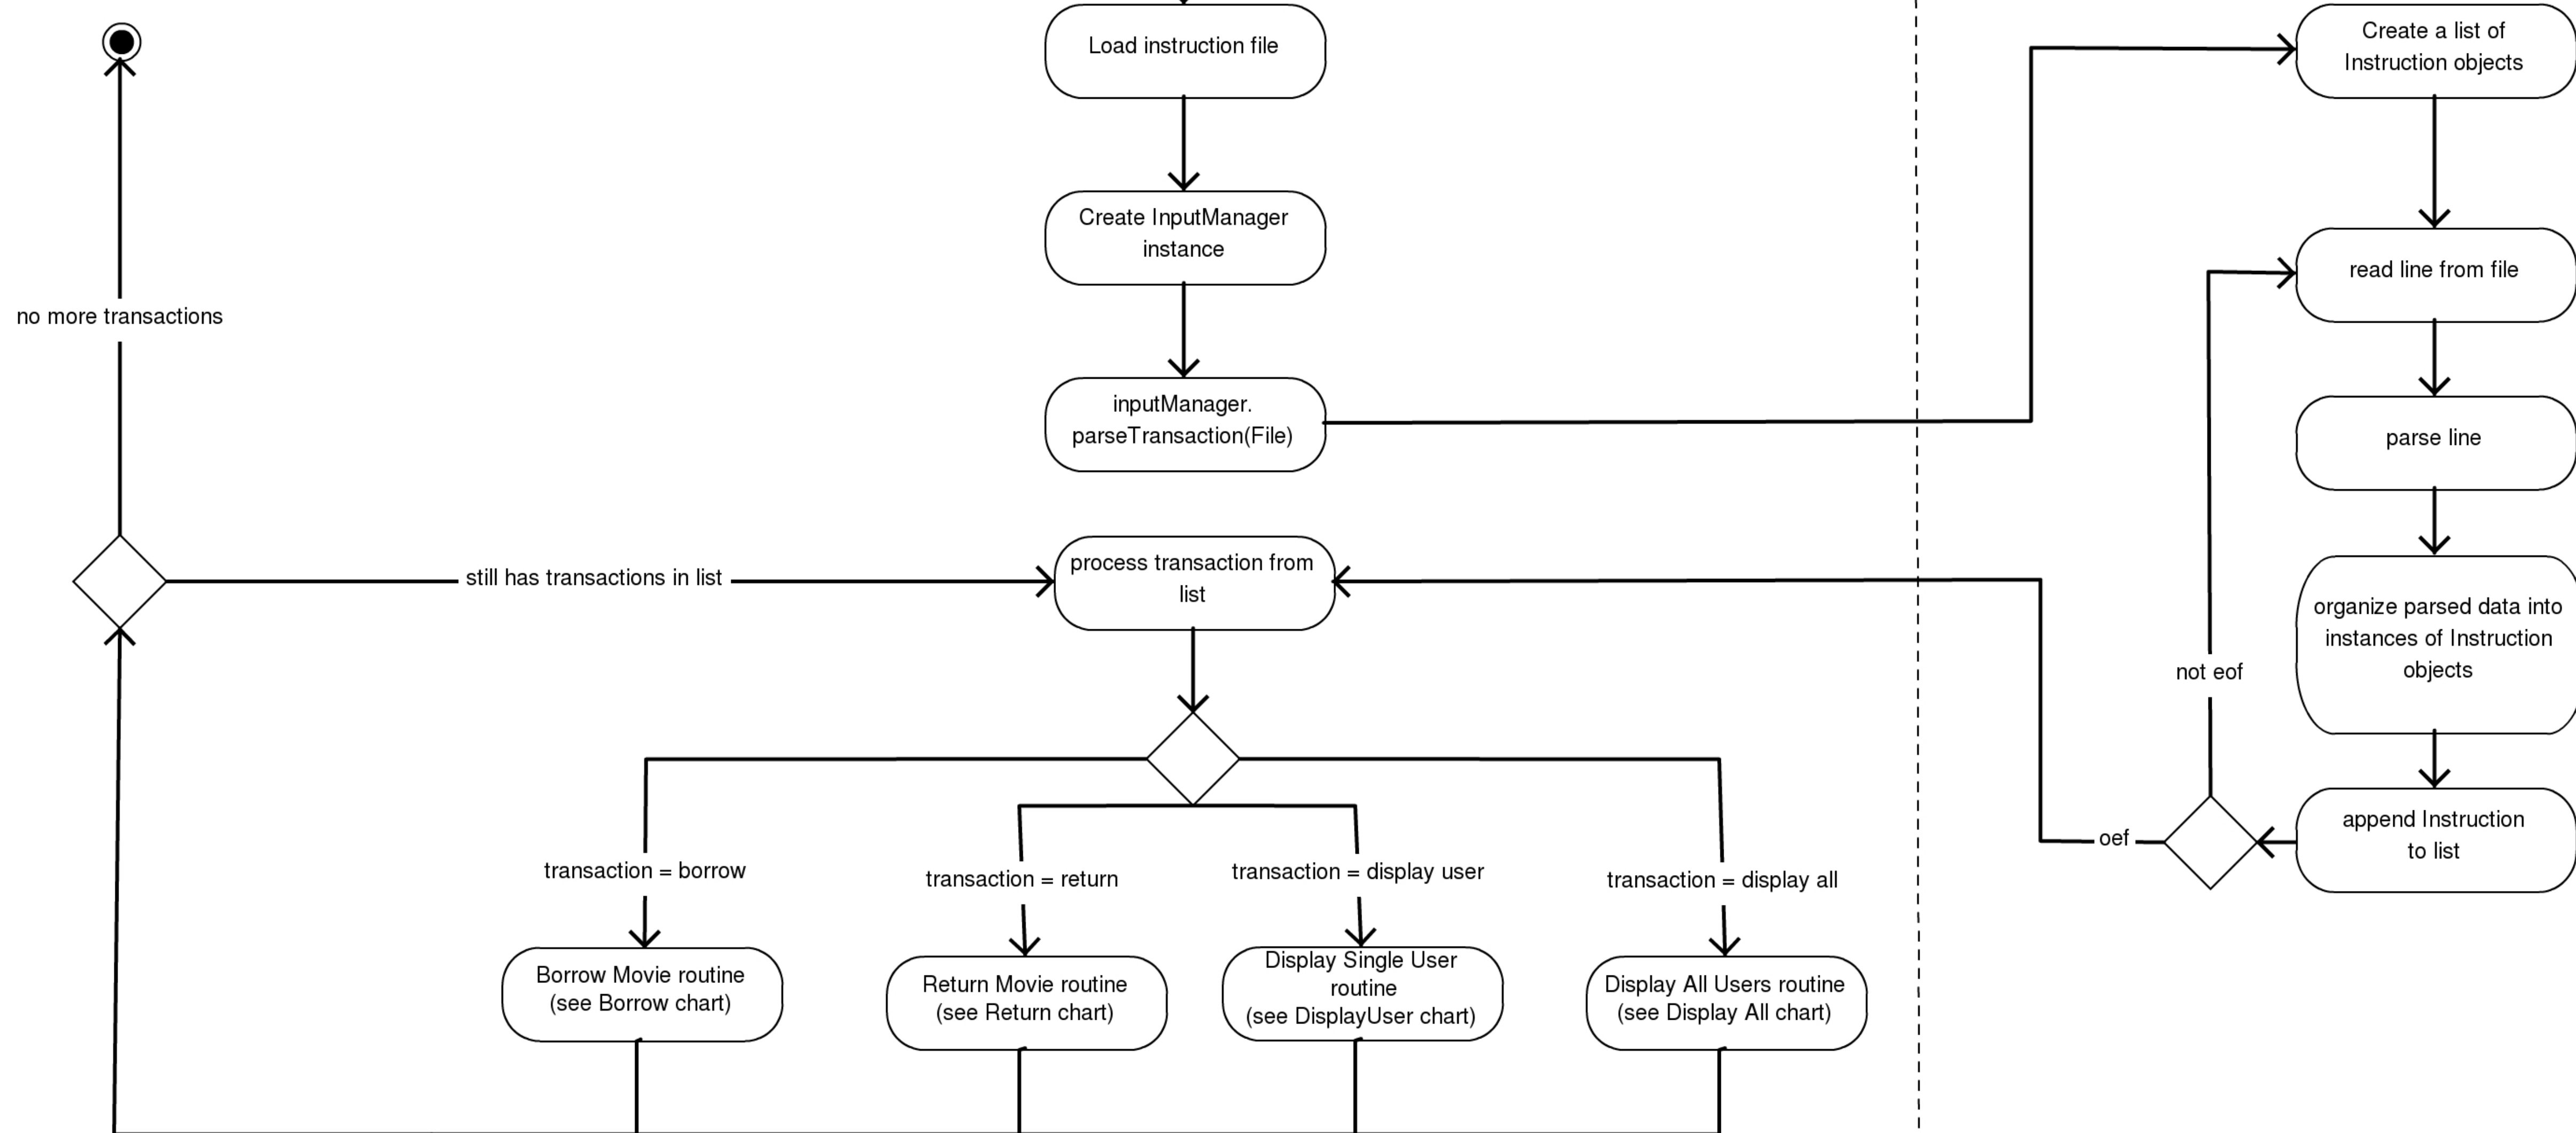 Load instruction file
Create a list of
Instruction objects
Create InputManager
instance
read line from file
no more transactions
inputManager.
parseTransaction(File)
parse line
process transaction from
list
still has transactions in list
organize parsed data into
instances of Instruction
objects
not eof
append Instruction
to list
oef
transaction = borrow
transaction = return
transaction = display user
transaction = display all
Borrow Movie routine
(see Borrow chart)
Return Movie routine
(see Return chart)
Display Single User
routine
(see DisplayUser chart)
Display All Users routine
(see Display All chart)